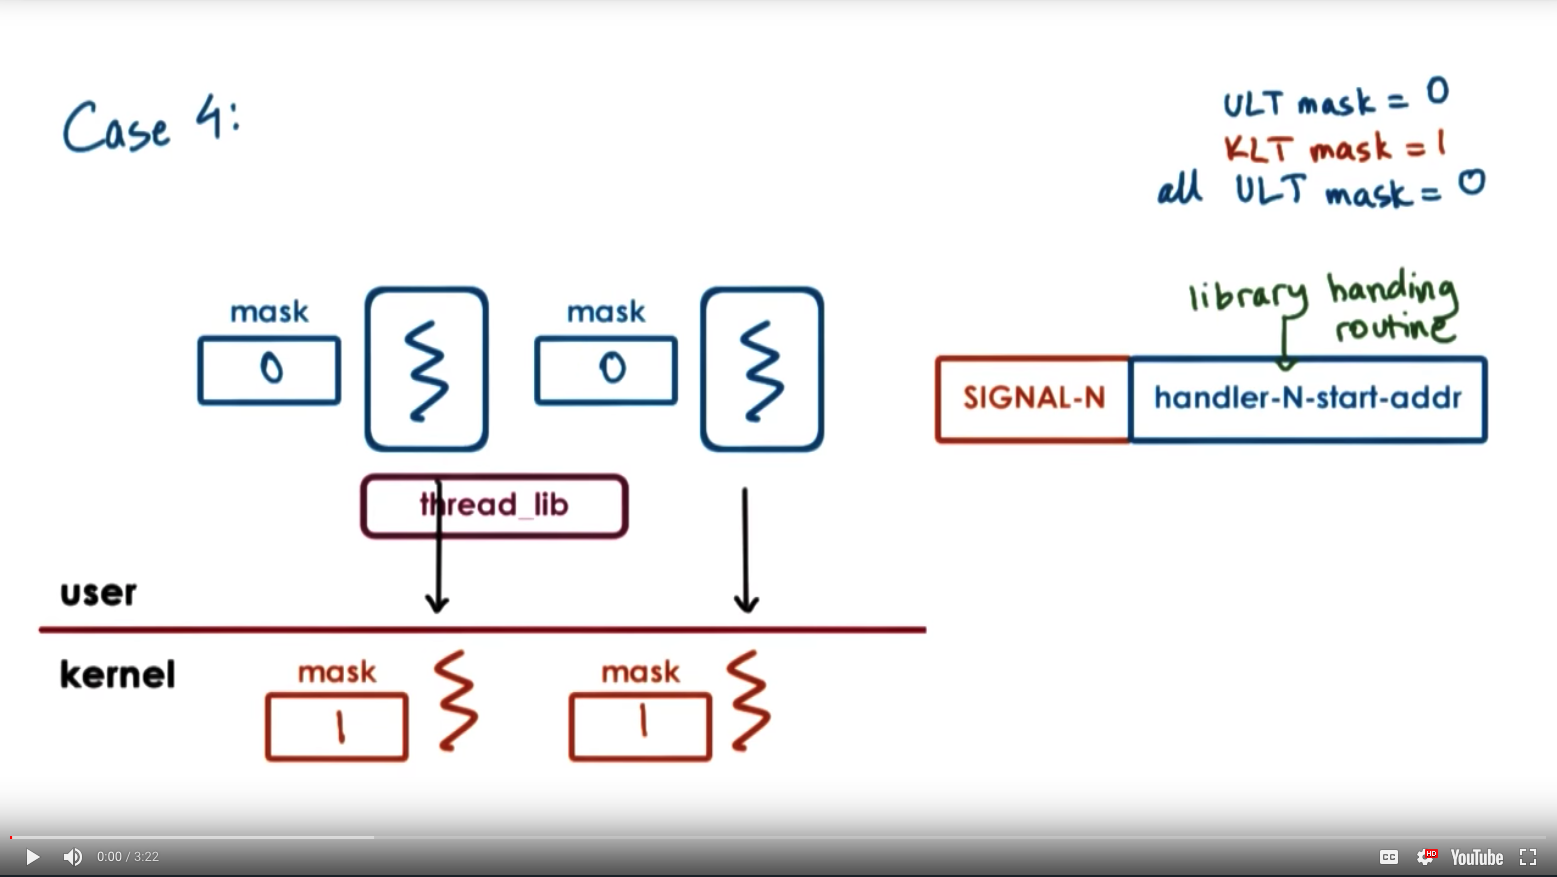 Case 4:
ULT mask = 0
KLT mask = 1
all ULT mask = 0
library handing
routine
mask
0
mask
0
SIGNAL-N
handler-N-start-addr
thread_lib
user
kernel
mask
1
mask
1
0:00 / 3:22
CC
HD
YouTube